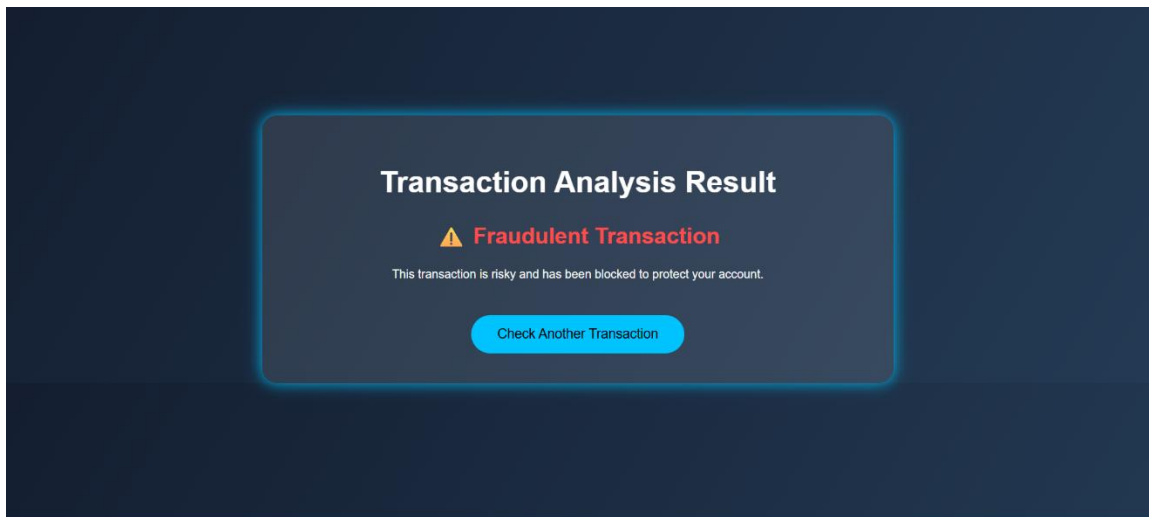 Transaction Analysis Result
⚠ Fraudulent Transaction
This transaction is risky and has been blocked to protect your account.
Check Another Transaction